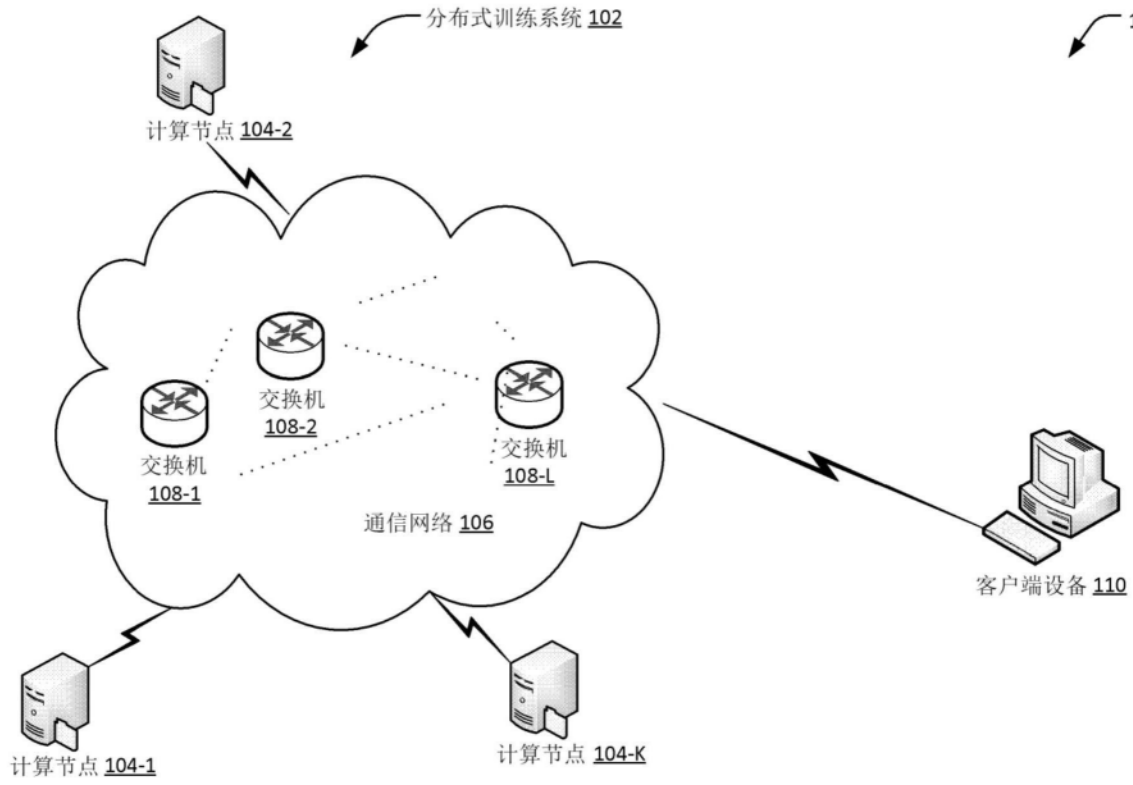 分布式训练系统 102
计算节点 104-2
交换机
108-2
交换机
108-1
交换机
108-L
通信网络 106
客户端设备 110
计算节点 104-1
计算节点 104-K